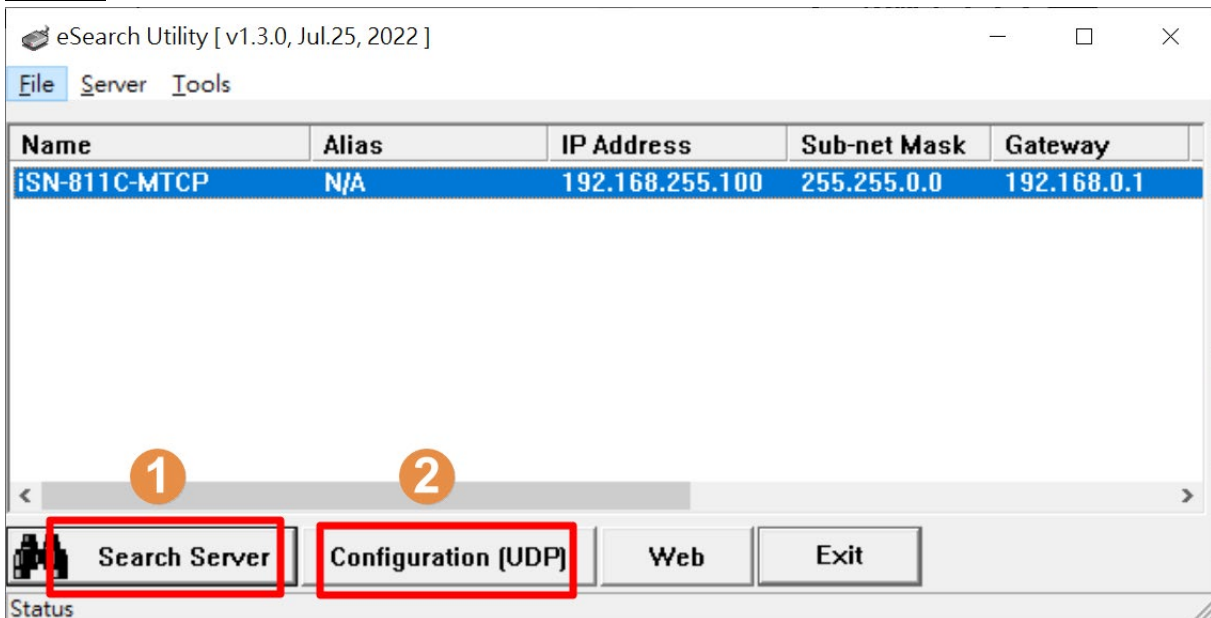 eSearch Utility [ v1.3.0, Jul.25, 2022 ]
File Server Tools
Name Alias IP Address Sub-net Mask Gateway
iSN-811C-MTCP N/A 192.168.255.100 255.255.0.0 192.168.0.1
1 2
Search Server Configuration (UDP) Web Exit
Status